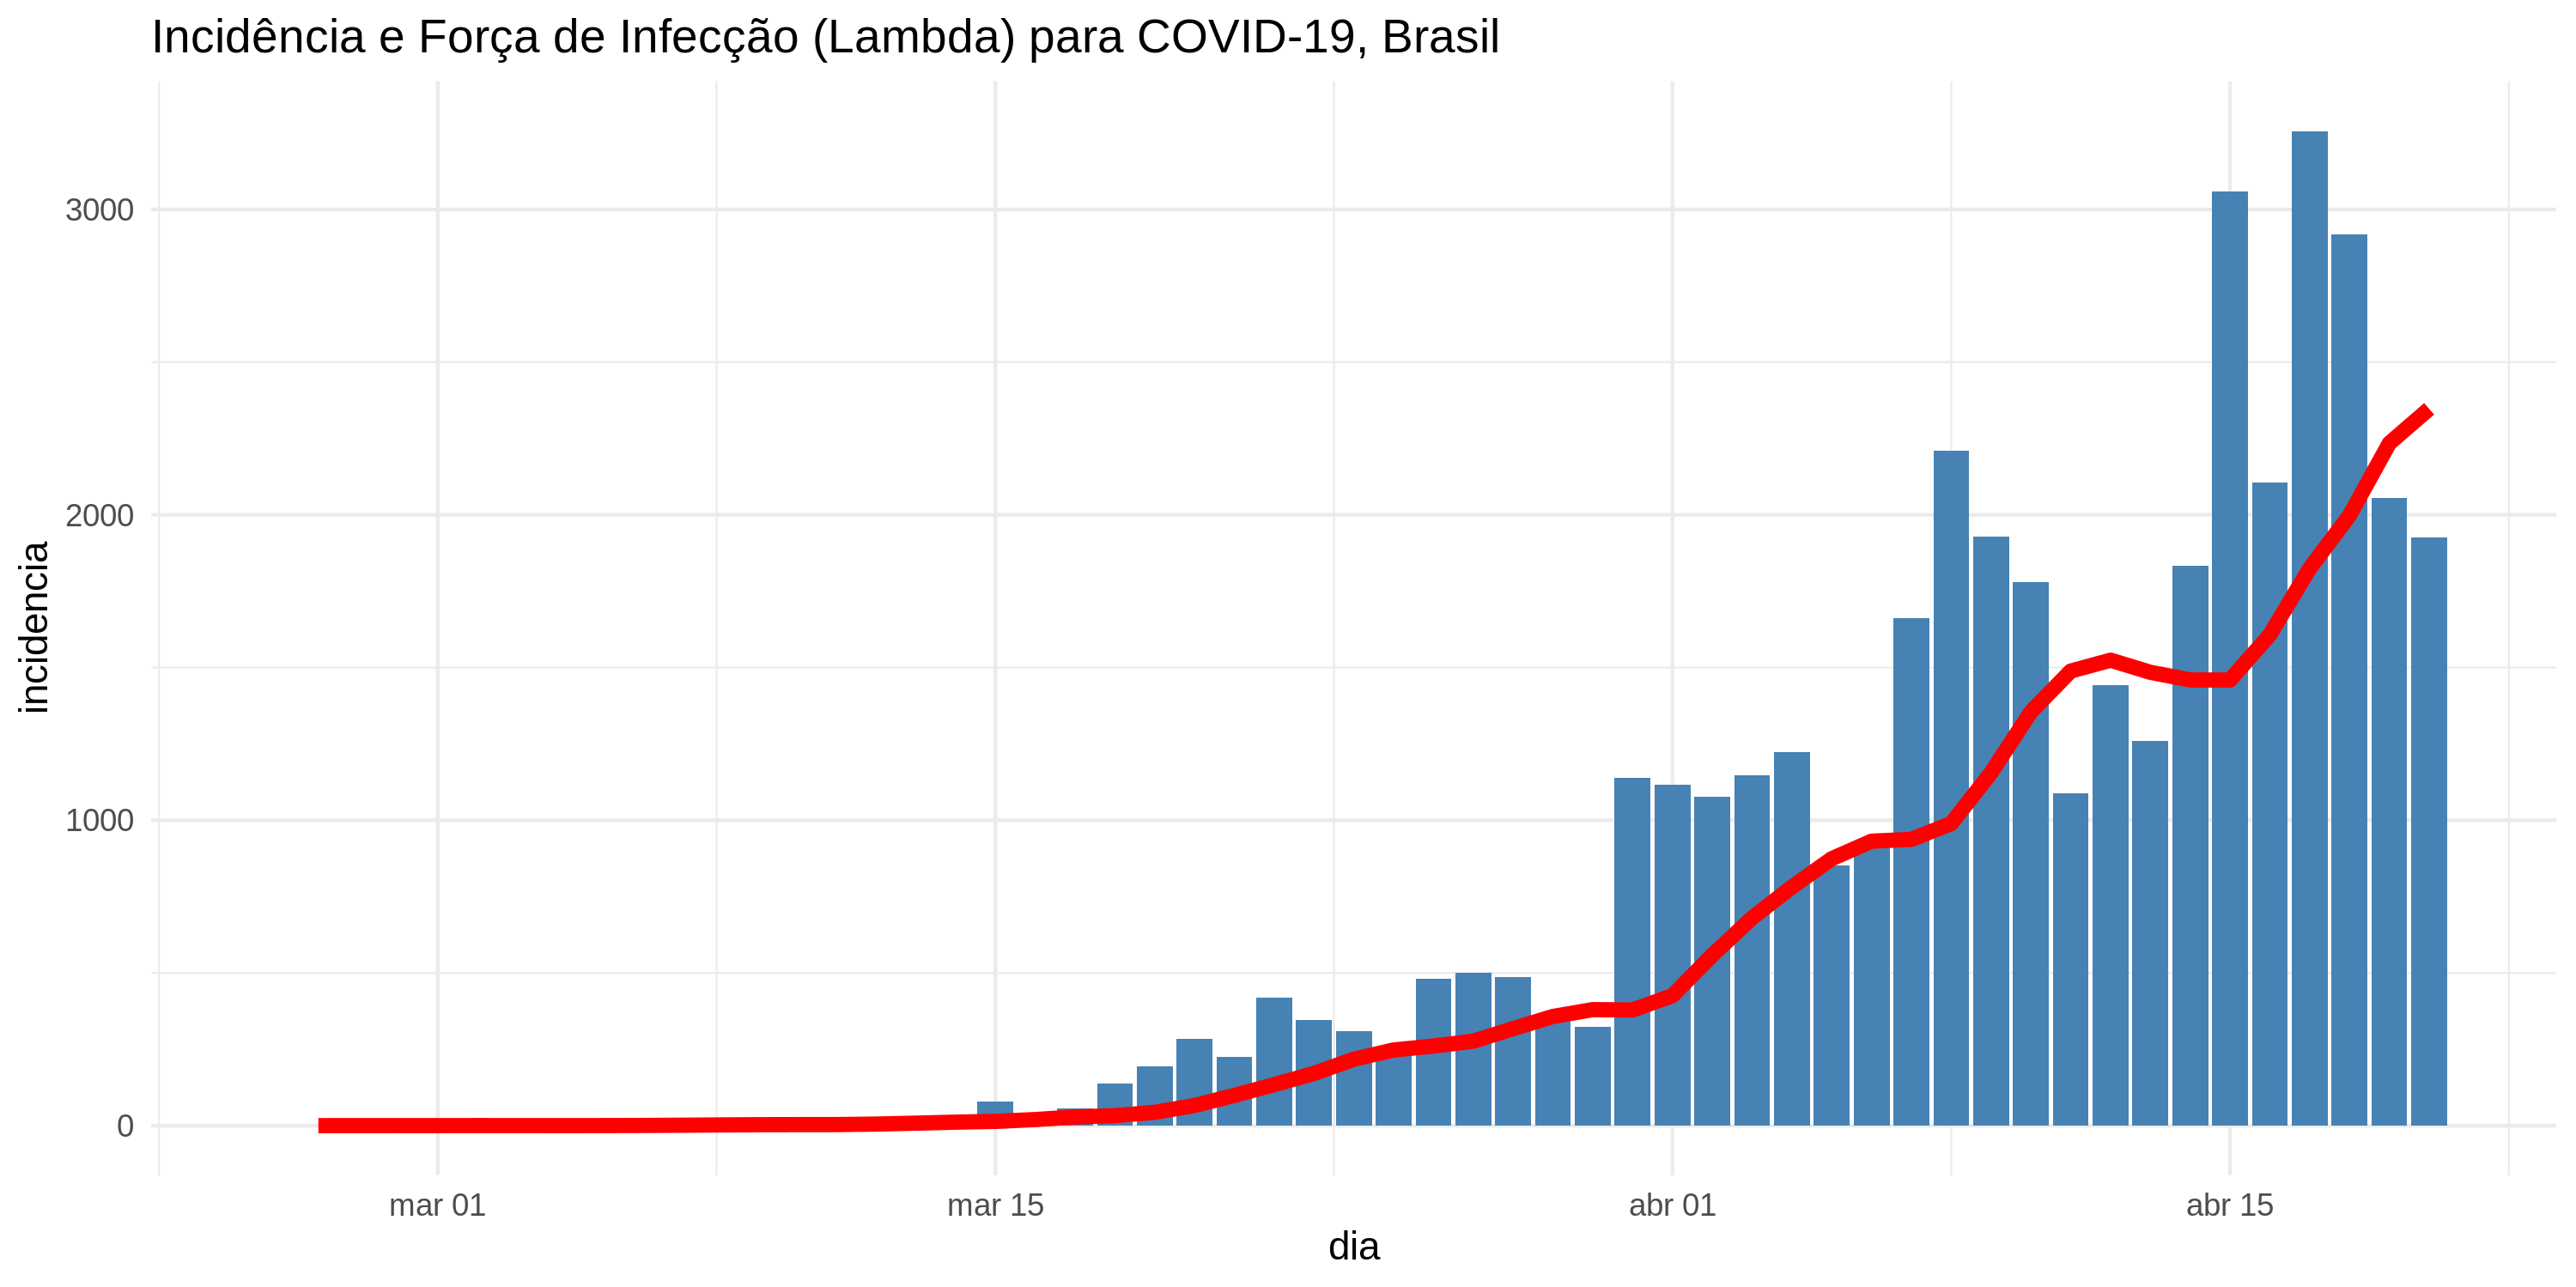 Incidência e Força de Infecção (Lambda) para COVID-19, Brasil
incidencia
3000
2000
1000
0
mar 01
mar 15
abr 01
abr 15
dia